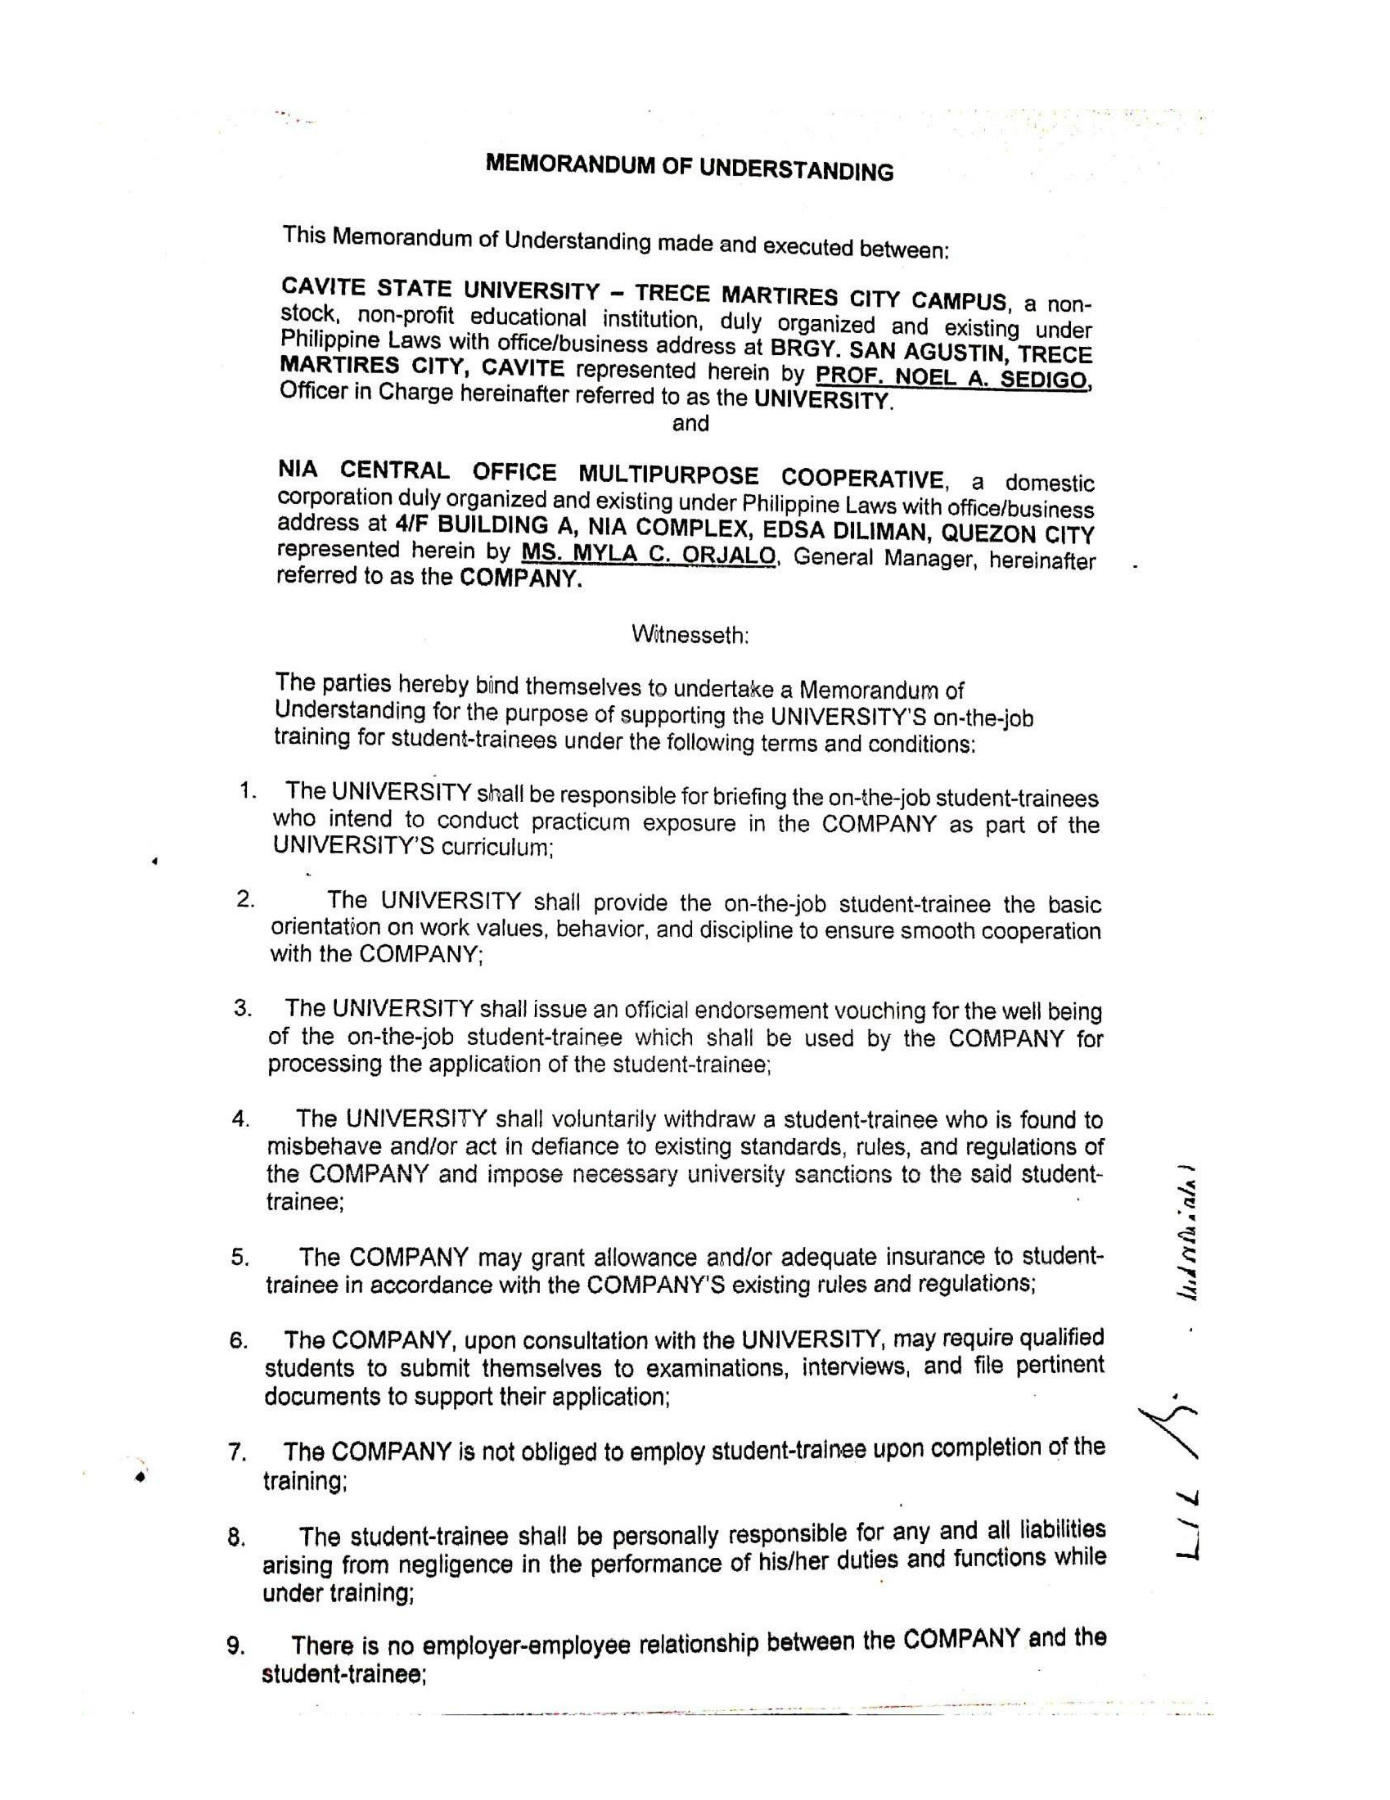 MEMORANDUM OF UNDERSTANDING
This Memorandum of Understanding made and executed between:
CAVITE STATE UNIVERSITY – TRECE MARTIRES CITY CAMPUS, a non-
stock, non-profit educational institution, duly organized and existing under
Philippine Laws with office/business address at BRGY. SAN AGUSTIN, TRECE
MARTIRES CITY, CAVITE represented herein by PROF. NOEL A. SEDIGO,
Officer in Charge hereinafter referred to as the UNIVERSITY.
and
NIA CENTRAL OFFICE MULTIPURPOSE COOPERATIVE, a domestic
corporation duly organized and existing under Philippine Laws with office/business
address at 4/F BUILDING A, NIA COMPLEX, EDSA DILIMAN, QUEZON CITY
represented herein by MS. MYLA C. ORJALO, General Manager, hereinafter
referred to as the COMPANY.
Witnesseth:
The parties hereby bind themselves to undertake a Memorandum of
Understanding for the purpose of supporting the UNIVERSITY'S on-the-job
training for student-trainees under the following terms and conditions:
1. The UNIVERSITY shall be responsible for briefing the on-the-job student-trainees
who intend to conduct practicum exposure in the COMPANY as part of the
UNIVERSITY'S curriculum;
2. The UNIVERSITY shall provide the on-the-job student-trainee the basic
orientation on work values, behavior, and discipline to ensure smooth cooperation
with the COMPANY;
3. The UNIVERSITY shall issue an official endorsement vouching for the well being
of the on-the-job student-trainee which shall be used by the COMPANY for
processing the application of the student-trainee;
4. The UNIVERSITY shall voluntarily withdraw a student-trainee who is found to
misbehave and/or act in defiance to existing standards, rules, and regulations of
the COMPANY and impose necessary university sanctions to the said student-
trainee;
5. The COMPANY may grant allowance and/or adequate insurance to student-
trainee in accordance with the COMPANY'S existing rules and regulations;
6. The COMPANY, upon consultation with the UNIVERSITY, may require qualified
students to submit themselves to examinations, interviews, and file pertinent
documents to support their application;
7. The COMPANY is not obliged to employ student-trainee upon completion of the
training;
8. The student-trainee shall be personally responsible for any and all liabilities
arising from negligence in the performance of his/her duties and functions while
under training;
9. There is no employer-employee relationship between the COMPANY and the
student-trainee;